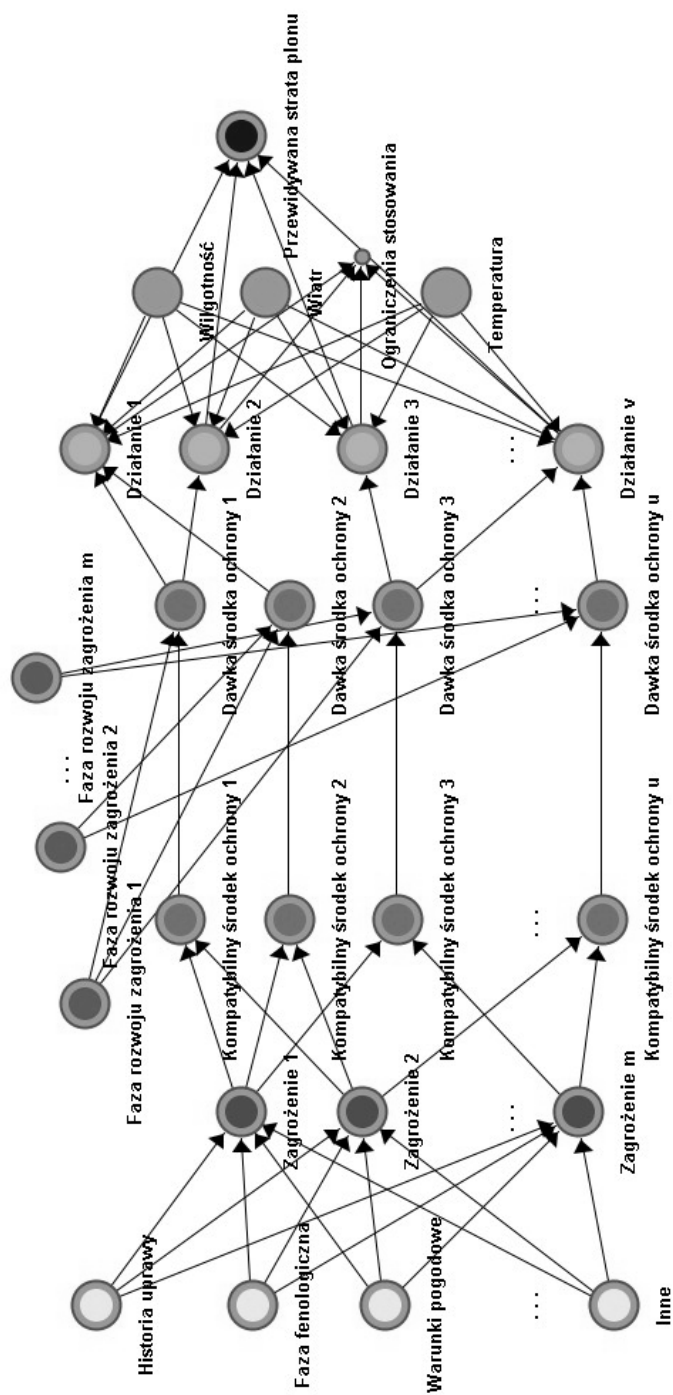 Historia uprawy
Faza fenologiczna
Warunki pogodowe
...
Inne
Zagrożenie 1
Zagrożenie 2
...
Zagrożenie m
Faza rozwoju zagrożenia 1
Faza rozwoju zagrożenia 2
...
Faza rozwoju zagrożenia m
Kompatybilny środek ochrony 1
Kompatybilny środek ochrony 2
Kompatybilny środek ochrony 3
...
Kompatybilny środek ochrony u
Dawka środka ochrony 1
Dawka środka ochrony 2
Dawka środka ochrony 3
...
Dawka środka ochrony u
Działanie 1
Działanie 2
Działanie 3
...
Działanie v
Wilgotność
Wiatr
Ograniczenia stosowania
Temperatura
Przewidywana strata plonu